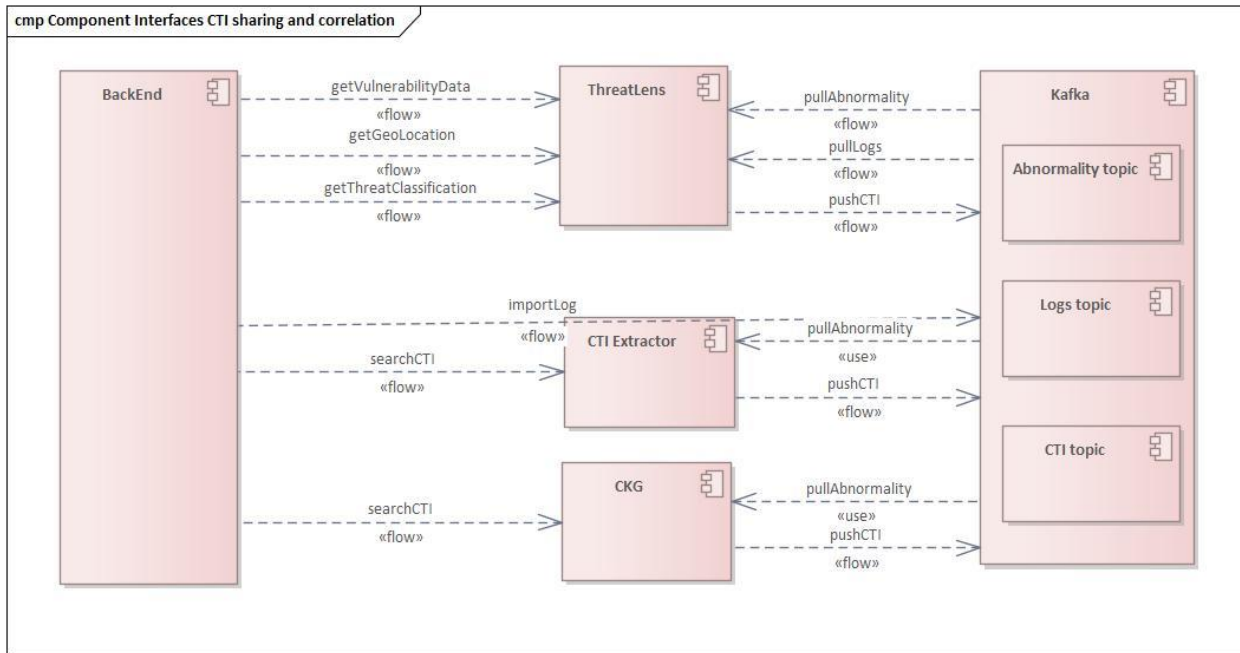 cmp Component Interfaces CTI sharing and correlation
BackEnd
getVulnerabilityData
«flow»
getGeoLocation
«flow»
getThreatClassification
«flow»
ThreatLens
pullAbnormality
«flow»
pullLogs
«flow»
pushCTI
«flow»
Kafka
Abnormality topic
importLog
«flow»
searchCTI
«flow»
CTI Extractor
pullAbnormality
«use»
pushCTI
«flow»
Logs topic
searchCTI
«flow»
CKG
pullAbnormality
«use»
pushCTI
«flow»
CTI topic